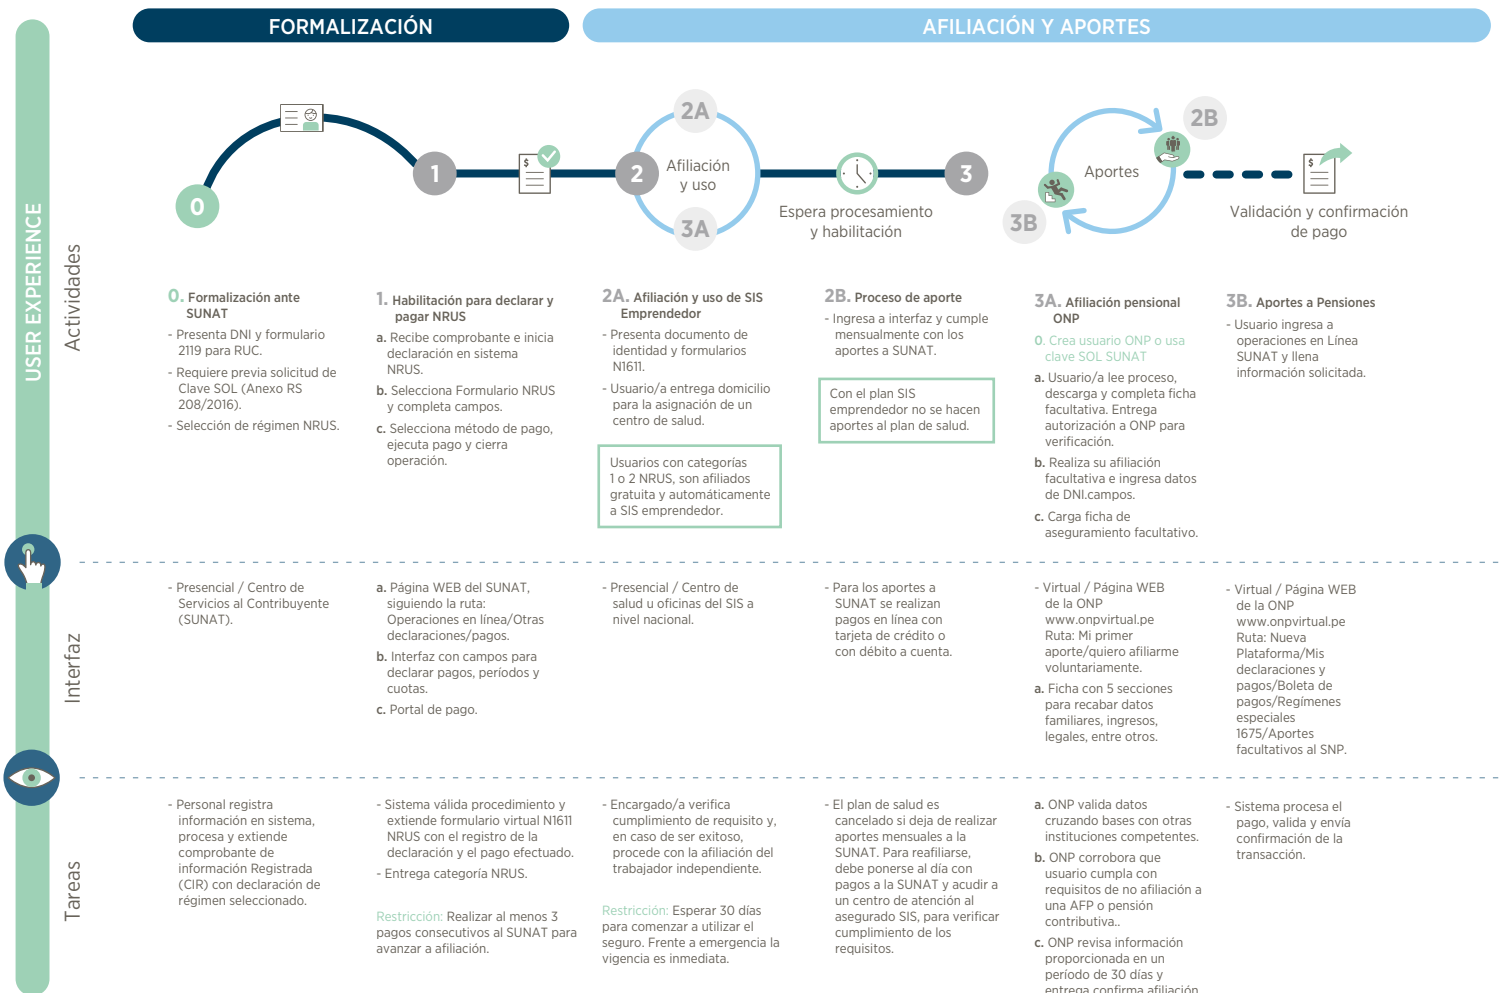 FORMALIZACIÓN
AFILIACIÓN Y APORTES
USER EXPERIENCE
Actividades
0
1
2
2A
Afiliación
y uso
3A
Espera procesamiento
y habilitación
3
2B
Aportes
3B
Validación y confirmación
de pago
0. Formalización ante
SUNAT
- Presenta DNI y formulario
2119 para RUC.
- Requiere previa solicitud de
Clave SOL (Anexo RS
208/2016).
- Selección de régimen NRUS.
1. Habilitación para declarar y
pagar NRUS
a. Recibe comprobante e inicia
declaración en sistema
NRUS.
b. Selecciona Formulario NRUS
y completa campos.
c. Selecciona método de pago,
ejecuta pago y cierra
operación.
2A. Afiliación y uso de SIS
Emprendedor
- Presenta documento de
identidad y formularios
N1611.
- Usuario/a entrega domicilio
para la asignación de un
centro de salud.
Usuarios con categorías
1 o 2 NRUS, son afiliados
gratuita y automáticamente
a SIS emprendedor.
2B. Proceso de aporte
- Ingresa a interfaz y cumple
mensualmente con los
aportes a SUNAT.
Con el plan SIS
emprendedor no se hacen
aportes al plan de salud.
3A. Afiliación pensional
ONP
0. Crea usuario ONP o usa
clave SOL SUNAT
a. Usuario/a lee proceso,
descarga y completa ficha
facultativa. Entrega
autorización a ONP para
verificación.
b. Realiza su afiliación
facultativa e ingresa datos
de DNI.campos.
c. Carga ficha de
aseguramiento facultativo.
3B. Aportes a Pensiones
- Usuario ingresa a
operaciones en Línea
SUNAT y llena
información solicitada.
Interfaz
- Presencial / Centro de
Servicios al Contribuyente
(SUNAT).
a. Página WEB del SUNAT,
siguiendo la ruta:
Operaciones en línea/Otras
declaraciones/pagos.
b. Interfaz con campos para
declarar pagos, períodos y
cuotas.
c. Portal de pago.
- Presencial / Centro de
salud u oficinas del SIS a
nivel nacional.
- Para los aportes a
SUNAT se realizan
pagos en línea con
tarjeta de crédito o
con débito a cuenta.
- Virtual / Página WEB
de la ONP
www.onpvirtual.pe
Ruta: Mi primer
aporte/quiero afiliarme
voluntariamente.
a. Ficha con 5 secciones
para recabar datos
familiares, ingresos,
legales, entre otros.
- Virtual / Página WEB
de la ONP
www.onpvirtual.pe
Ruta: Nueva
Plataforma/Mis
declaraciones y
pagos/Boleta de
pagos/Regímenes
especiales
1675/Aportes
facultativos al SNP.
Tareas
- Personal registra
información en sistema,
procesa y extiende
comprobante de
información Registrada
(CIR) con declaración de
régimen seleccionado.
- Sistema válida procedimiento y
extiende formulario virtual N1611
NRUS con el registro de la
declaración y el pago efectuado.
- Entrega categoría NRUS.
Restricción: Realizar al menos 3
pagos consecutivos al SUNAT para
avanzar a afiliación.
- Encargado/a verifica
cumplimiento de requisito y,
en caso de ser exitoso,
procede con la afiliación del
trabajador independiente.
Restricción: Esperar 30 días
para comenzar a utilizar el
seguro. Frente a emergencia la
vigencia es inmediata.
- El plan de salud es
cancelado si deja de realizar
aportes mensuales a la
SUNAT. Para reafiliarse,
debe ponerse al día con
pagos a la SUNAT y acudir a
un centro de atención al
asegurado SIS, para verificar
cumplimiento de los
requisitos.
a. ONP valida datos
cruzando bases con otras
instituciones competentes.
b. ONP corrobora que
usuario cumpla con
requisitos de no afiliación a
una AFP o pensión
contributiva..
c. ONP revisa información
proporcionada en un
período de 30 días y
entrega confirma afiliación
- Sistema procesa el
pago, valida y envía
confirmación de la
transacción.